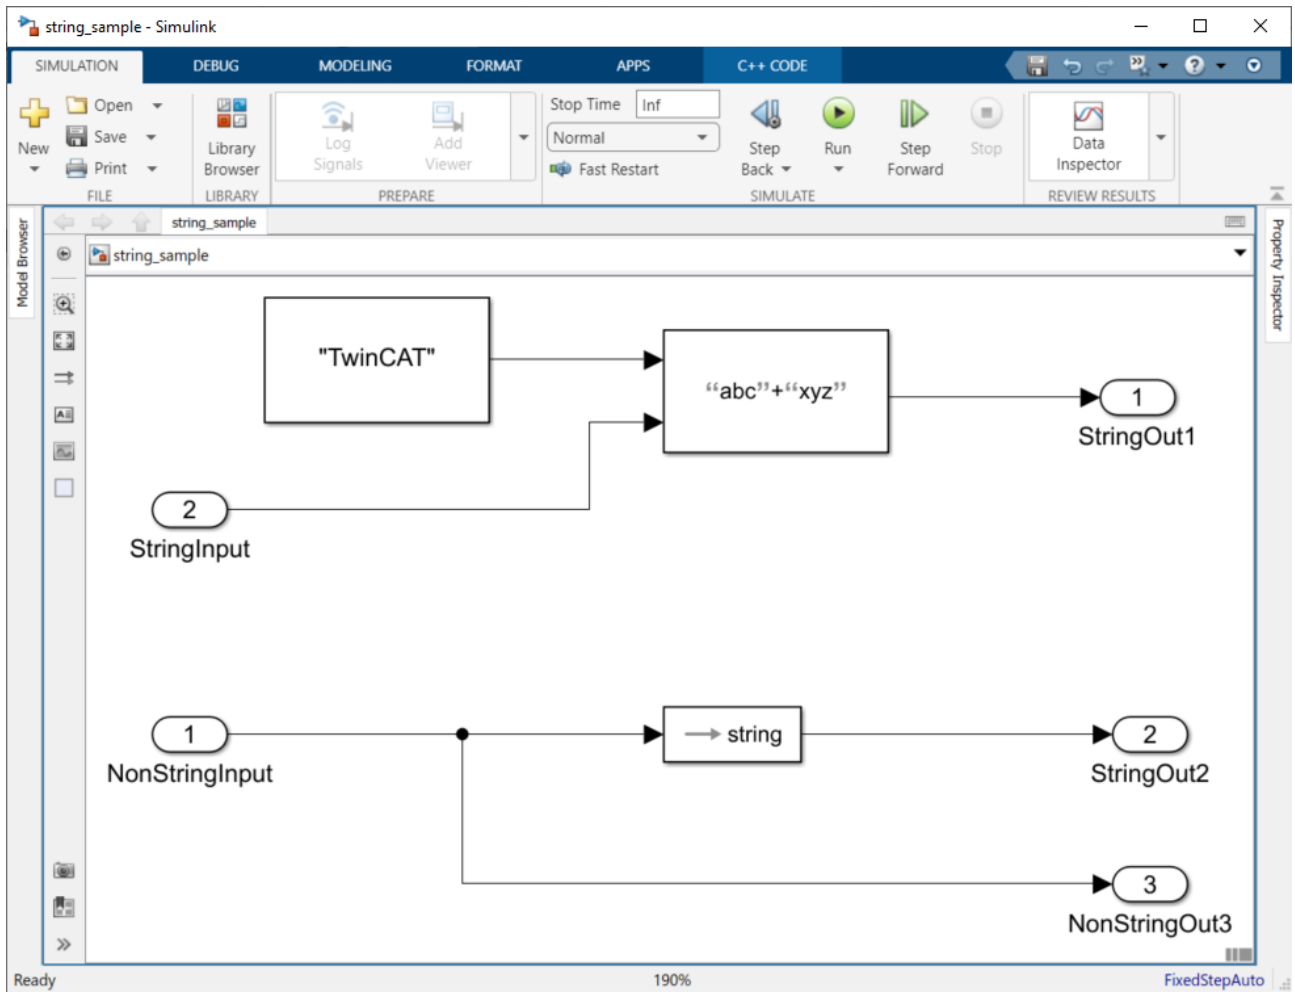 string_sample - Simulink
SIMULATION DEBUG MODELING FORMAT APPS C++ CODE
New
Open
Save
Print
FILE
Library Browser
LIBRARY
Log Signals
Add Viewer
PREPARE
Stop Time Inf
Normal
Fast Restart
Step Back
Run
Step Forward
Stop
SIMULATE
Data Inspector
REVIEW RESULTS
Model Browser
string_sample
string_sample
Property Inspector
"TwinCAT"
“abc”+“xyz”
1
StringOut1
2
StringInput
1
NonStringInput
string
2
StringOut2
3
NonStringOut3
Ready 190% FixedStepAuto